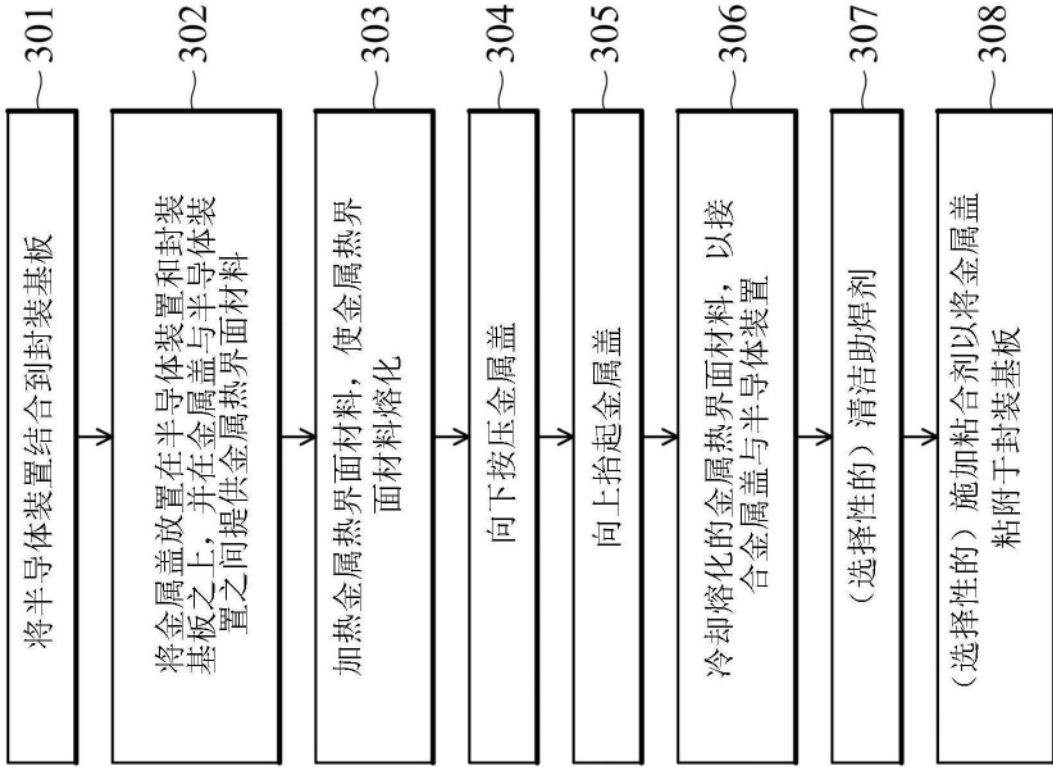 301
将半导体装置结合到封装基板
302
将金属盖放置在半导体装置和封装
基板之上，并在金属盖与半导体装
置之间提供金属热界面材料
303
加热金属热界面材料，使金属热界
面材料熔化
304
向下按压金属盖
305
向上抬起金属盖
306
冷却熔化的金属热界面材料，以接
合金属盖与半导体装置
307
（选择性的）清洁助焊剂
308
（选择性的）施加粘合剂以将金属盖
粘附于封装基板